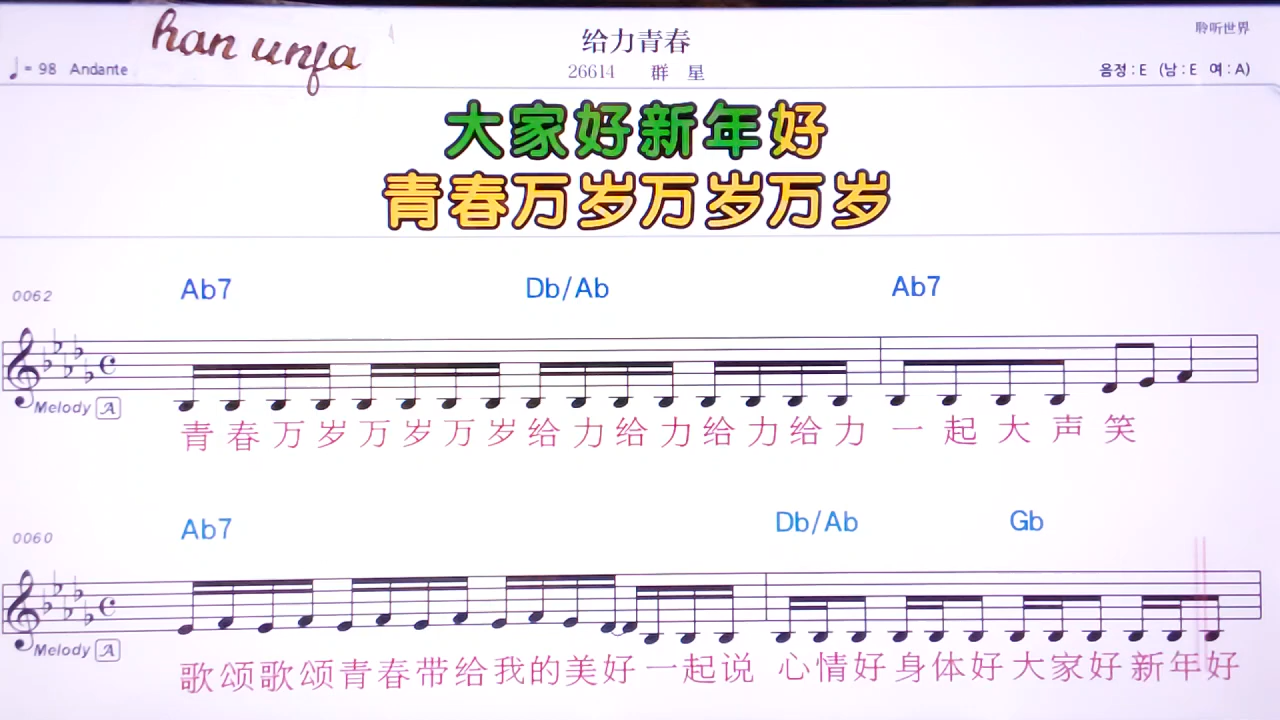 han unfa
给力青春
聆听世界
♩= 98 Andante
26614 群 星
음정 : E (남 : E 여 : A)
大家好新年好
青春万岁万岁万岁
0062
Ab7 Db/Ab Ab7
Melody A
青春万岁万岁万岁给力给力给力给力 一起大声笑
0060
Ab7 Db/Ab Gb
Melody A
歌颂歌颂青春带给我的美好一起说 心情好身体好大家好新年好